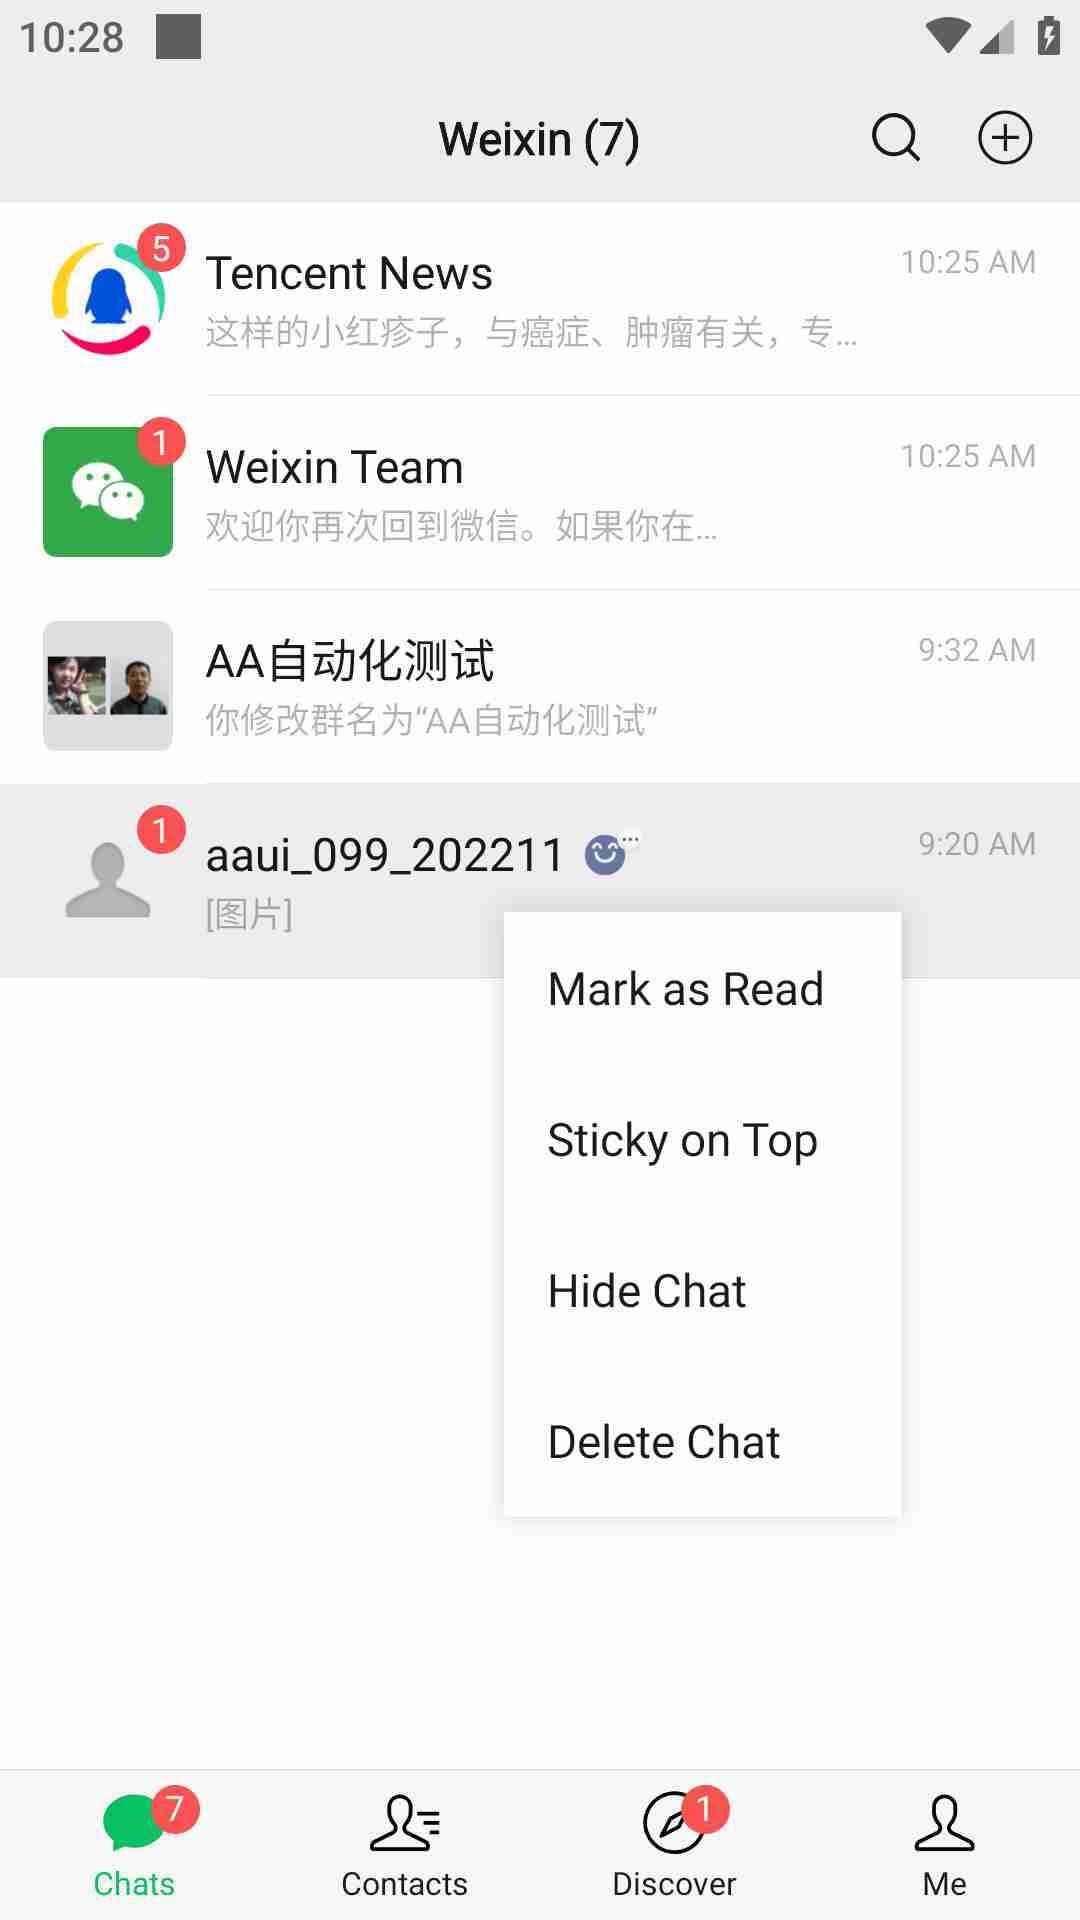 10:28
Weixin (7)
5
Tencent News
10:25 AM
这样的小红疹子，与癌症、肿瘤有关，专...
1
Weixin Team
10:25 AM
欢迎你再次回到微信。如果你在...
AA自动化测试
9:32 AM
你修改群名为“AA自动化测试”
1
aaui_099_202211
9:20 AM
[图片]
Mark as Read
Sticky on Top
Hide Chat
Delete Chat
7
1
Chats
Contacts
Discover
Me